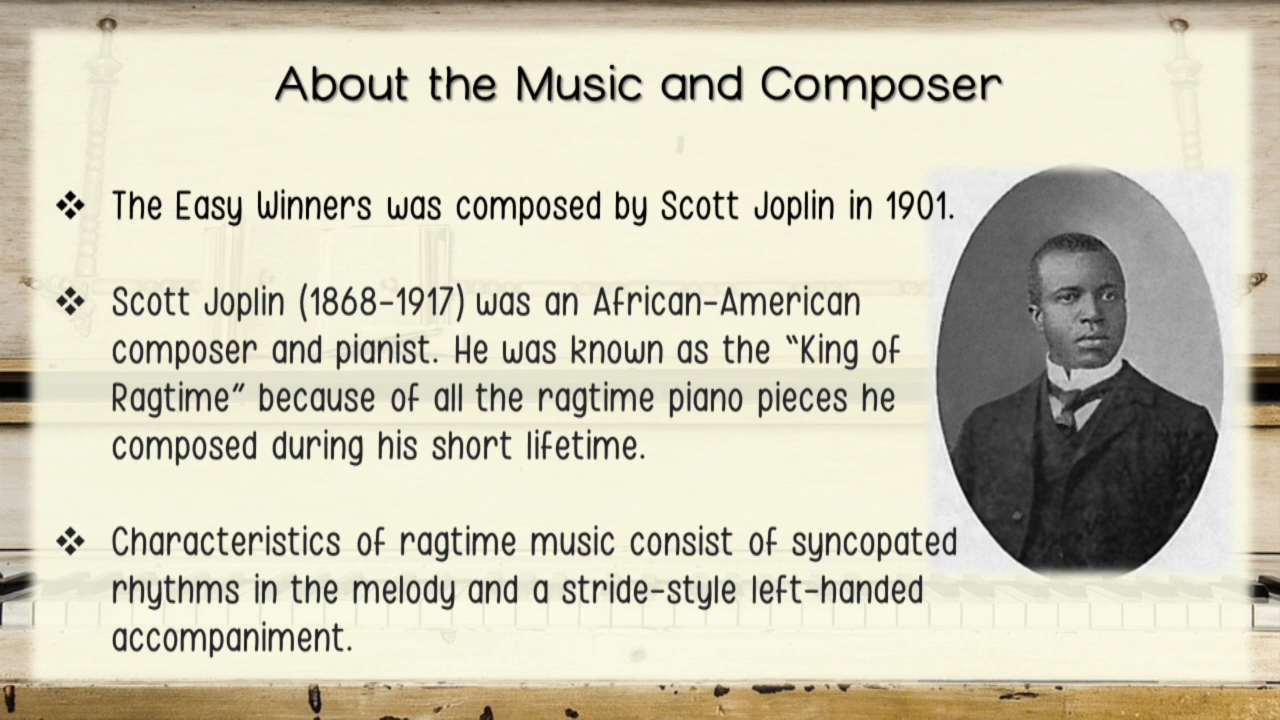 About the Music and Composer
❖ The Easy Winners was composed by Scott Joplin in 1901.
❖ Scott Joplin (1868-1917) was an African-American
composer and pianist. He was known as the “King of
Ragtime” because of all the ragtime piano pieces he
composed during his short lifetime.
❖ Characteristics of ragtime music consist of syncopated
rhythms in the melody and a stride-style left-handed
accompaniment.